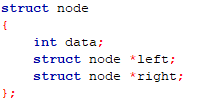 struct node
{
    int data;
    struct node *left;
    struct node *right;
};